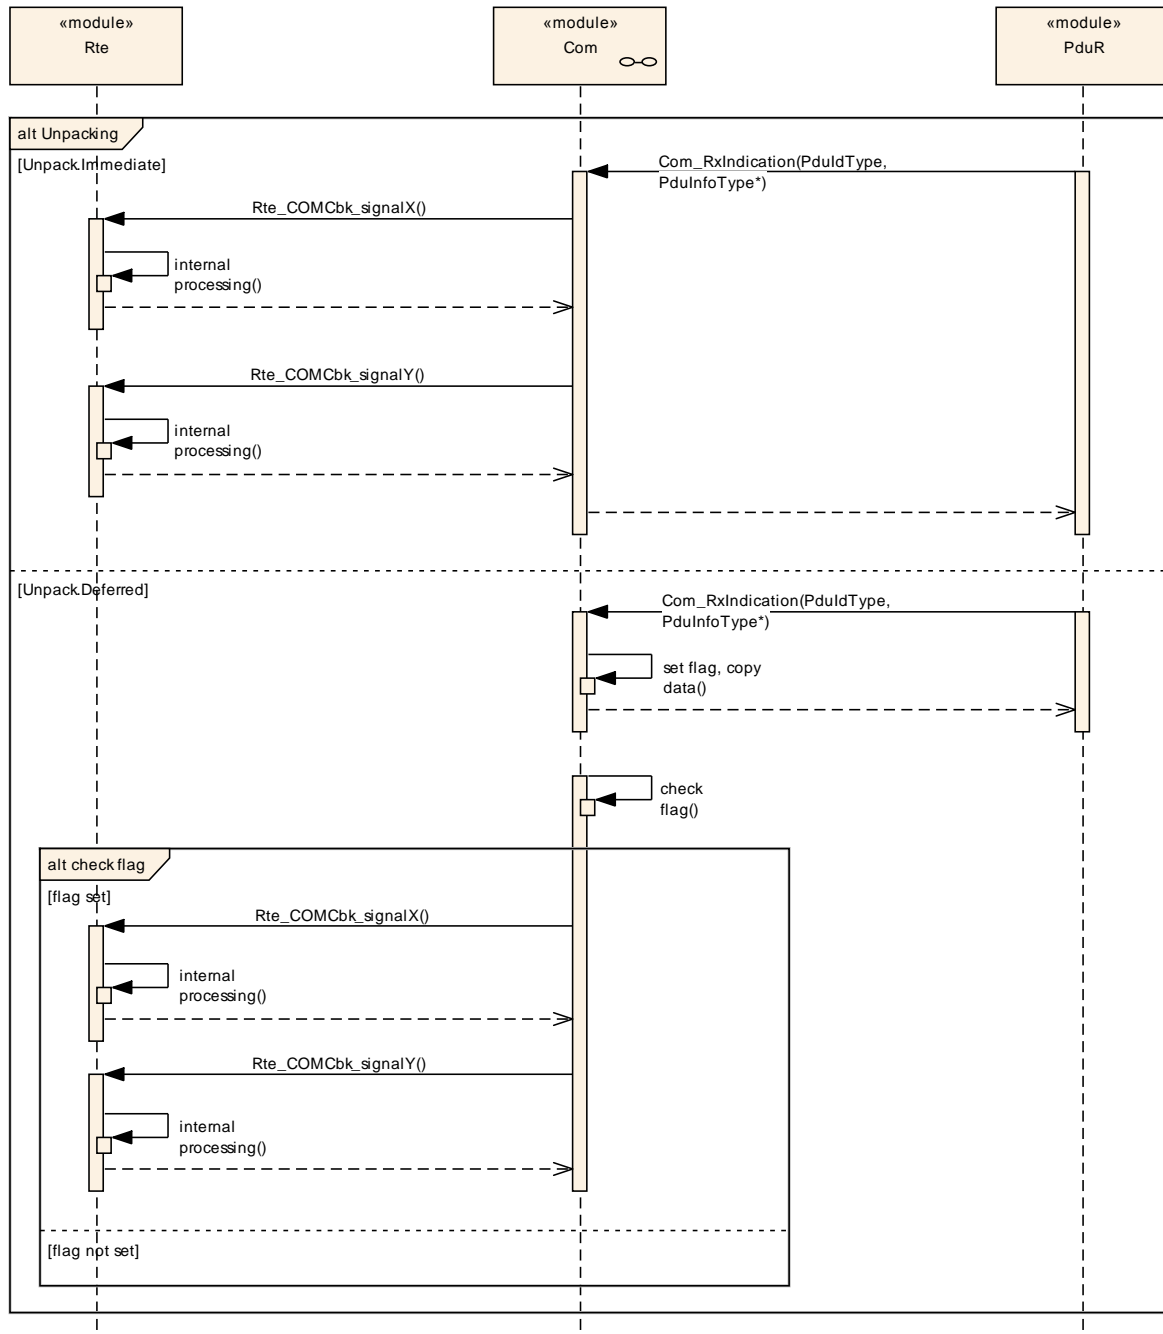 «module»
Rte
«module»
Com
«module»
PduR
alt Unpacking
[Unpack.Immediate]
Com_RxIndication(PduIdType,
PduInfoType*)
Rte_COMCbk_signalX()
internal
processing()
Rte_COMCbk_signalY()
internal
processing()
[Unpack.Deferred]
Com_RxIndication(PduIdType,
PduInfoType*)
set flag, copy
data()
check
flag()
alt check flag
[flag set]
Rte_COMCbk_signalX()
internal
processing()
Rte_COMCbk_signalY()
internal
processing()
[flag not set]